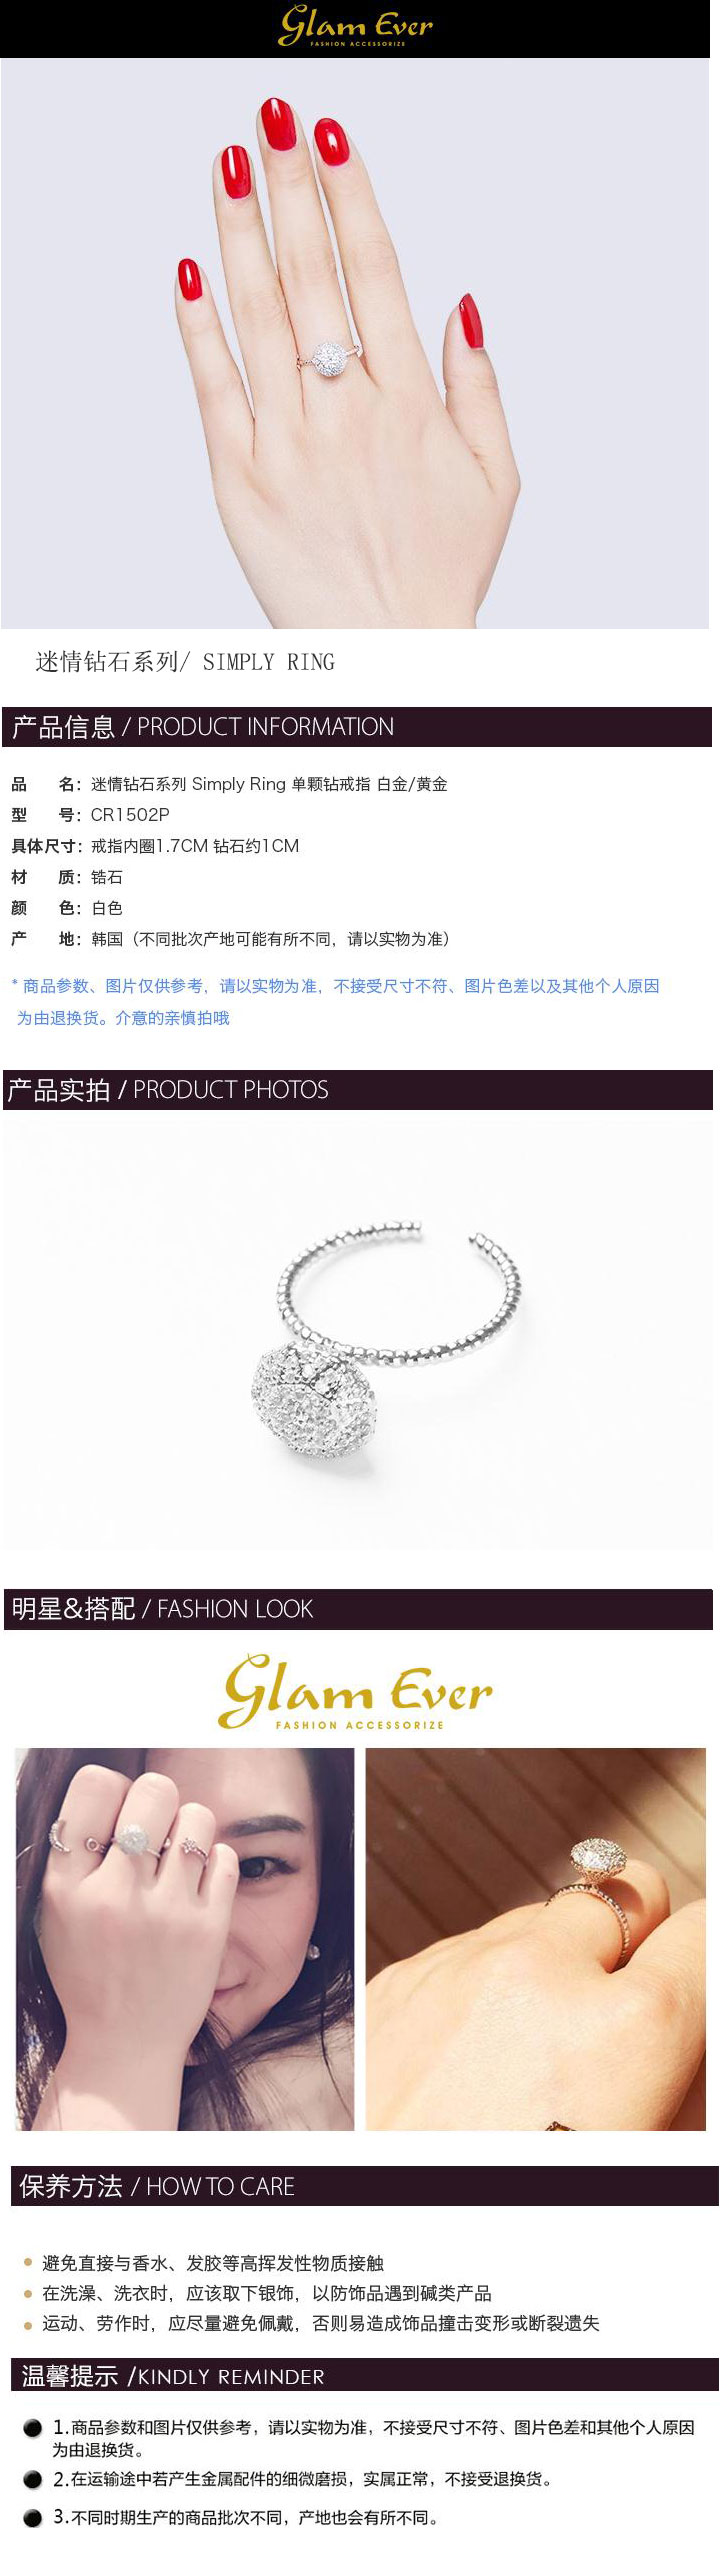 Glam Ever
FASHION ACCESSORIZE
迷情钻石系列/ SIMPLY RING
产品信息 / PRODUCT INFORMATION
品 名：迷情钻石系列 Simply Ring 单颗钻戒指 白金/黄金
型 号：CR1502P
具体尺寸：戒指内圈1.7CM 钻石约1CM
材 质：锆石
颜 色：白色
产 地：韩国（不同批次产地可能有所不同，请以实物为准）
* 商品参数、图片仅供参考，请以实物为准，不接受尺寸不符、图片色差以及其他个人原因
为由退换货。介意的亲慎拍哦
产品实拍 / PRODUCT PHOTOS
明星&搭配 / FASHION LOOK
Glam Ever
FASHION ACCESSORIZE
保养方法 / HOW TO CARE
避免直接与香水、发胶等高挥发性物质接触
在洗澡、洗衣时，应该取下银饰，以防饰品遇到碱类产品
运动、劳作时，应尽量避免佩戴，否则易造成饰品撞击变形或断裂遗失
温馨提示 /KINDLY REMINDER
1.商品参数和图片仅供参考，请以实物为准，不接受尺寸不符、图片色差和其他个人原因
为由退换货。
2.在运输途中若产生金属配件的细微磨损，实属正常，不接受退换货。
3.不同时期生产的商品批次不同，产地也会有所不同。